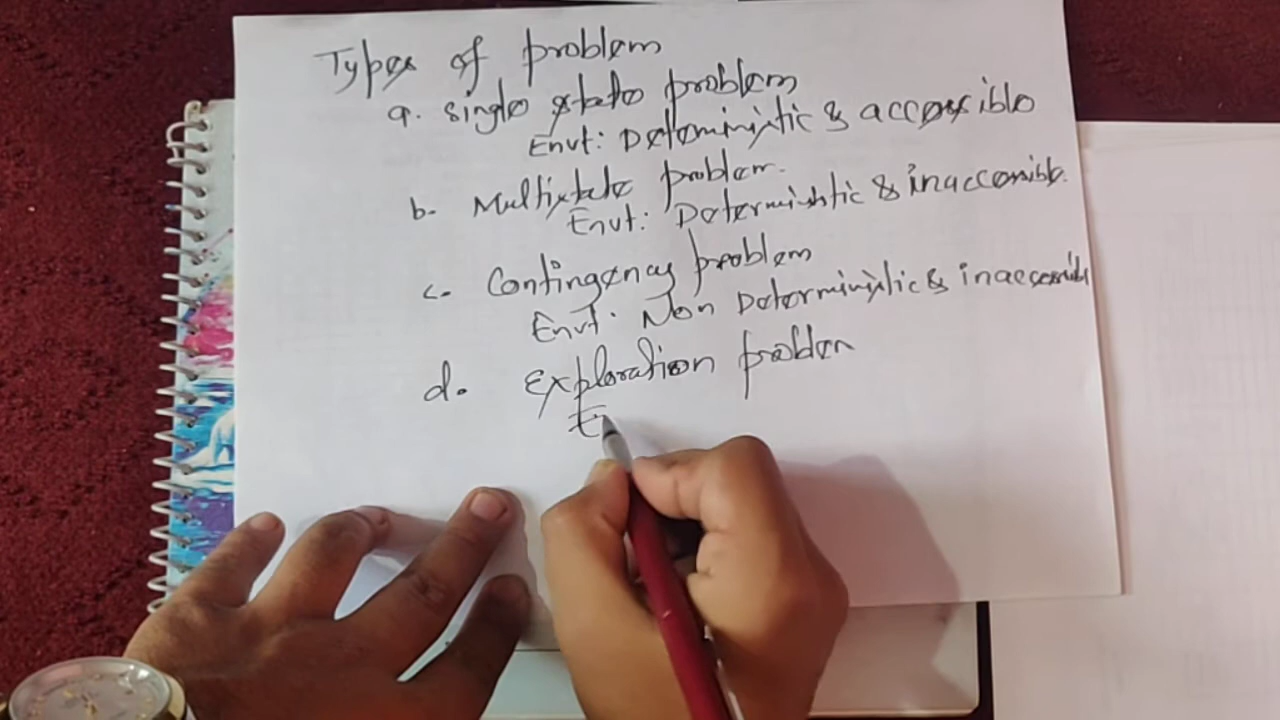 Types of problem
a. single state problem
Envt: Deterministic & accessible
b. Multistate problem.
Envt: Deterministic & inaccessible.
c. Contingency problem
Envt. Non Deterministic & inaccessible
d. Exploration problem
E